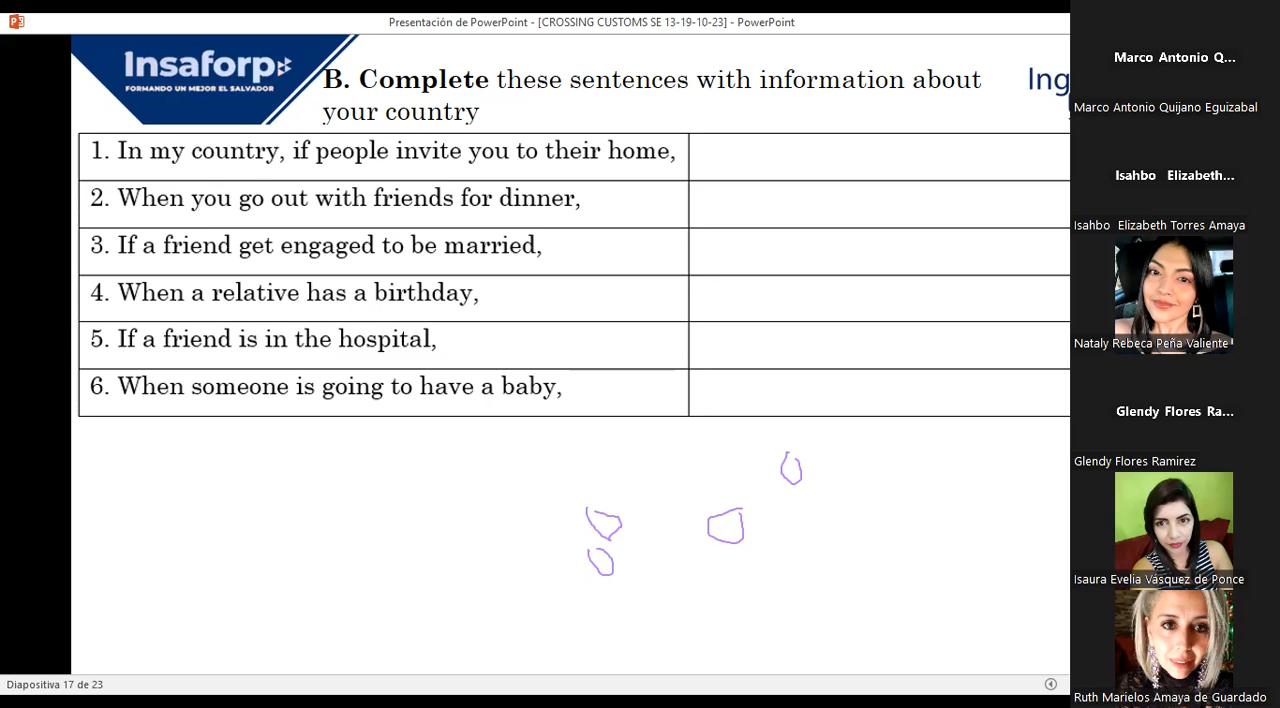 Presentación de PowerPoint - [CROSSING CUSTOMS SE 13-19-10-23] - PowerPoint
Insaforp
FORMANDO UN MEJOR EL SALVADOR
B. Complete these sentences with information about
your country
Ing
1. In my country, if people invite you to their home,
2. When you go out with friends for dinner,
3. If a friend get engaged to be married,
4. When a relative has a birthday,
5. If a friend is in the hospital,
6. When someone is going to have a baby,
Diapositiva 17 de 23
Marco Antonio Q...
Marco Antonio Quijano Eguizabal
Isahbo Elizabeth...
Isahbo Elizabeth Torres Amaya
Nataly Rebeca Peña Valiente
Glendy Flores Ra...
Glendy Flores Ramirez
Isaura Evelia Vásquez de Ponce
Ruth Marielos Amaya de Guardado